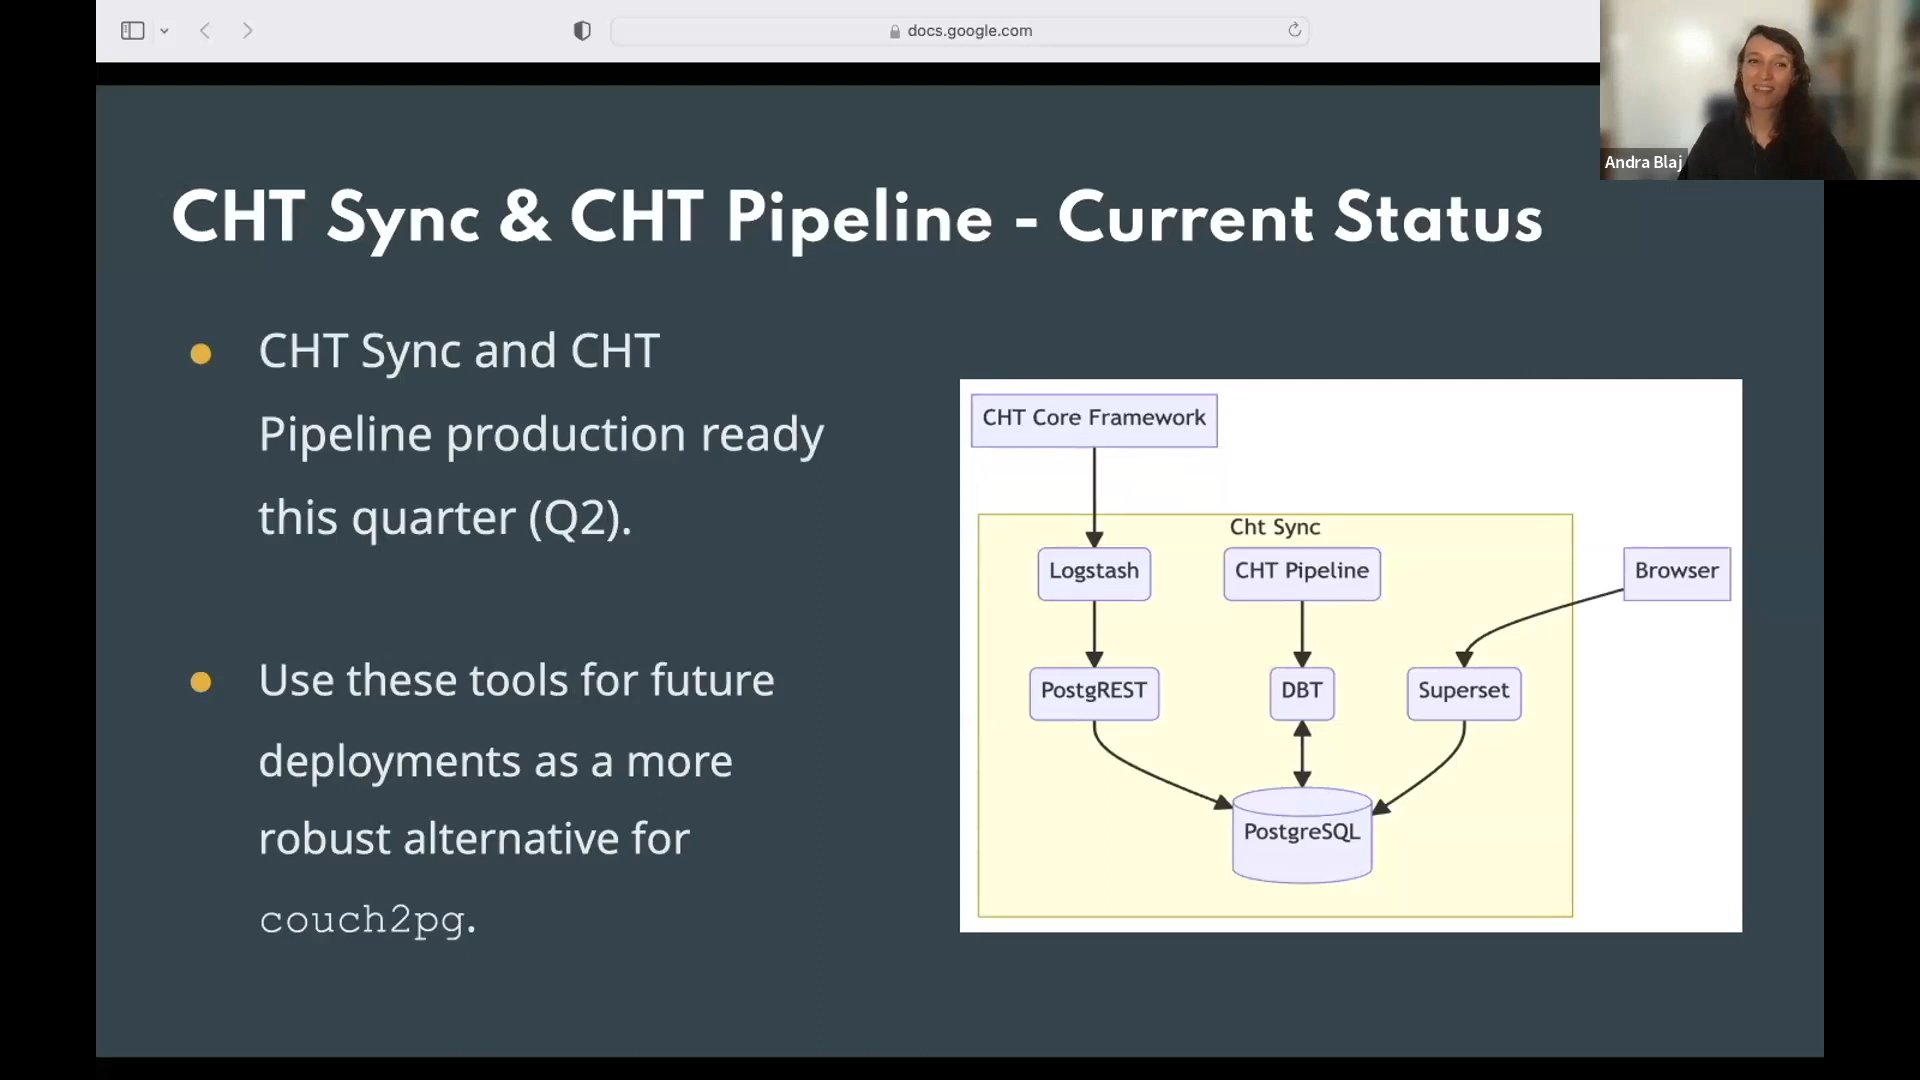 docs.google.com
Andra Blaj
CHT Sync & CHT Pipeline - Current Status
CHT Sync and CHT
Pipeline production ready
this quarter (Q2).
Use these tools for future
deployments as a more
robust alternative for
couch2pg.
CHT Core Framework
Cht Sync
Logstash
CHT Pipeline
Browser
PostgREST
DBT
Superset
PostgreSQL